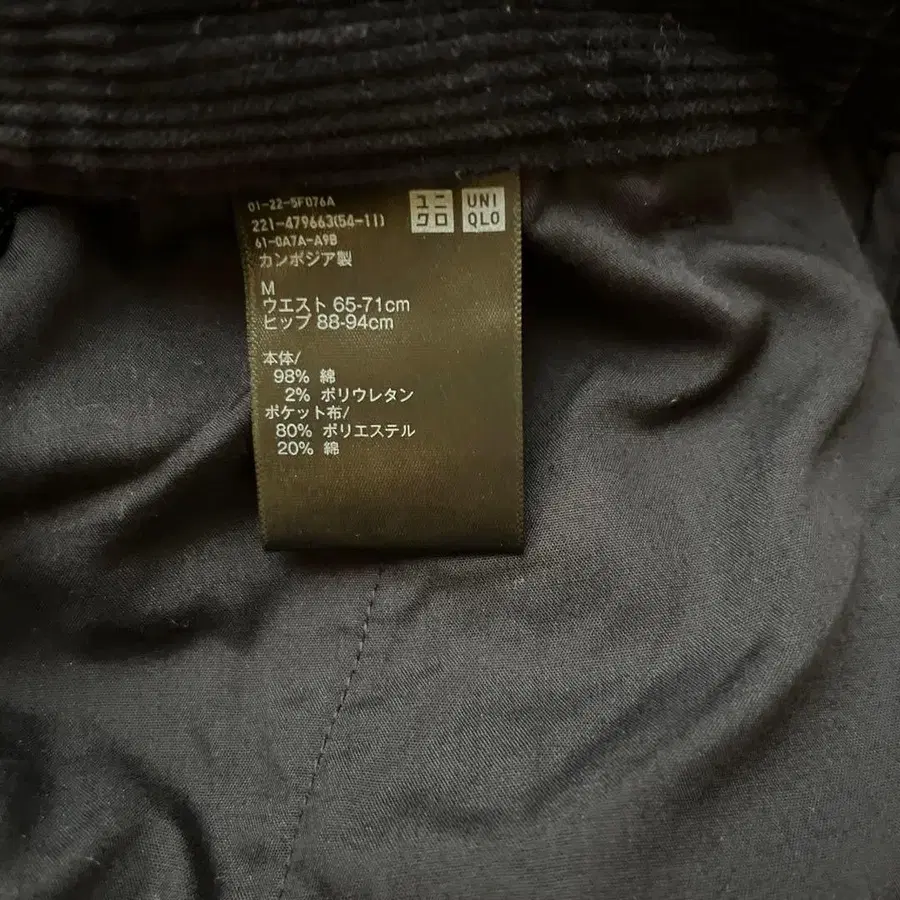 01-22-5F076A
221-479663(54-11)
61-0A7A-A9B
カンボジア製
ユニ
クロ
UNI
QLO
M
ウエスト 65-71cm
ヒップ 88-94cm
本体/
98% 綿
2% ポリウレタン
ポケット布/
80% ポリエステル
20% 綿